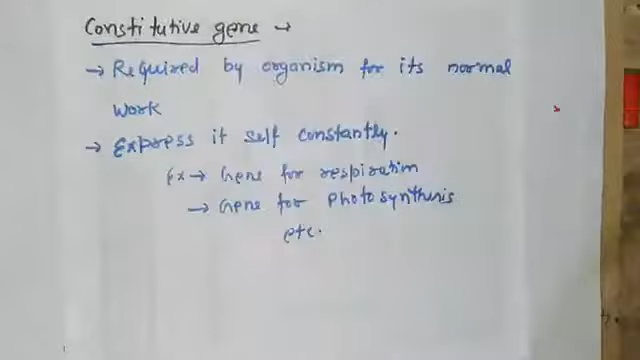 Constitutive gene →
→ Required by organism for its normal
work
→ Express it self constantly.
Ex → Gene for respiration
→ Gene for Photosynthesis
etc.